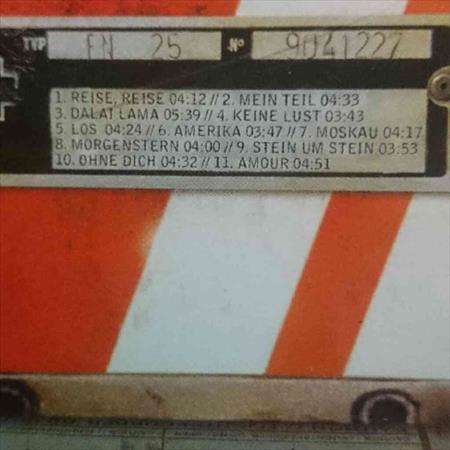 TYP FN 25 No 9041227
1. REISE, REISE 04:12 // 2. MEIN TEIL 04:33
3. DALAI LAMA 05:39 // 4. KEINE LUST 03:43
5. LOS 04:24 // 6. AMERIKA 03:47 // 7. MOSKAU 04:17
8. MORGENSTERN 04:00 // 9. STEIN UM STEIN 03:53
10. OHNE DICH 04:32 // 11. AMOUR 04:51